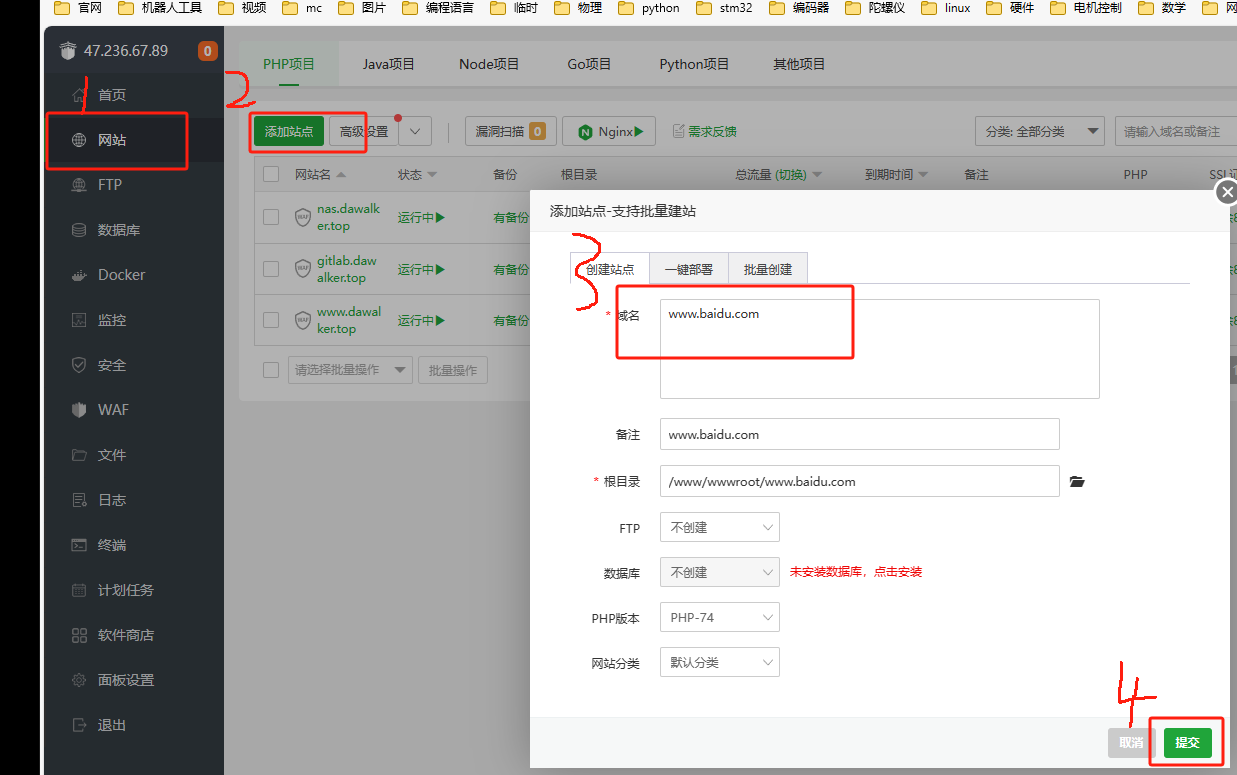 官网 机器人工具 视频 mc 图片 编程语言 临时 物理 python stm32 编码器 陀螺仪 linux 硬件 电机控制 数学
47.236.67.89 0
首页
网站
FTP
数据库
Docker
监控
安全
WAF
文件
日志
终端
计划任务
软件商店
面板设置
退出
1
2
PHP项目 Java项目 Node项目 Go项目 Python项目 其他项目
添加站点 高级设置 漏洞扫描 0 Nginx 需求反馈 分类: 全部分类 请输入域名或备注
网站名 状态 备份 根目录 总流量 (切换) 到期时间 备注 PHP
WAF nas.dawalk
er.top 运行中 有备份
WAF gitlab.daw
alker.top 运行中 有备份
WAF www.dawal
ker.top 运行中 有备份
请选择批量操作 批量操作
添加站点-支持批量建站
3
创建站点 一键部署 批量创建
* 域名 www.baidu.com
备注 www.baidu.com
* 根目录 /www/wwwroot/www.baidu.com
FTP 不创建
数据库 不创建 未安装数据库，点击安装
PHP版本 PHP-74
网站分类 默认分类
4
取消 提交